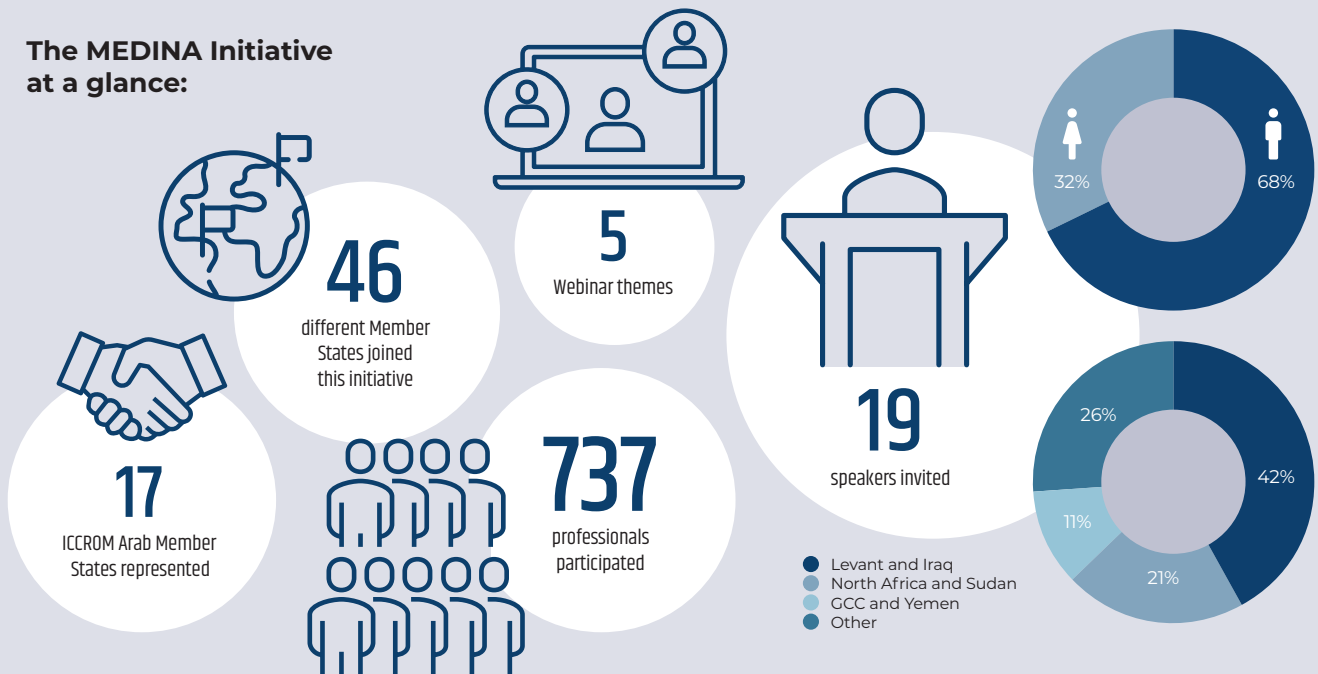 The MEDINA Initiative
at a glance:
46
different Member
States joined
this initiative
5
Webinar themes
17
ICCROM Arab Member
States represented
737
professionals
participated
19
speakers invited
32%
68%
26%
42%
11%
21%
Levant and Iraq
North Africa and Sudan
GCC and Yemen
Other